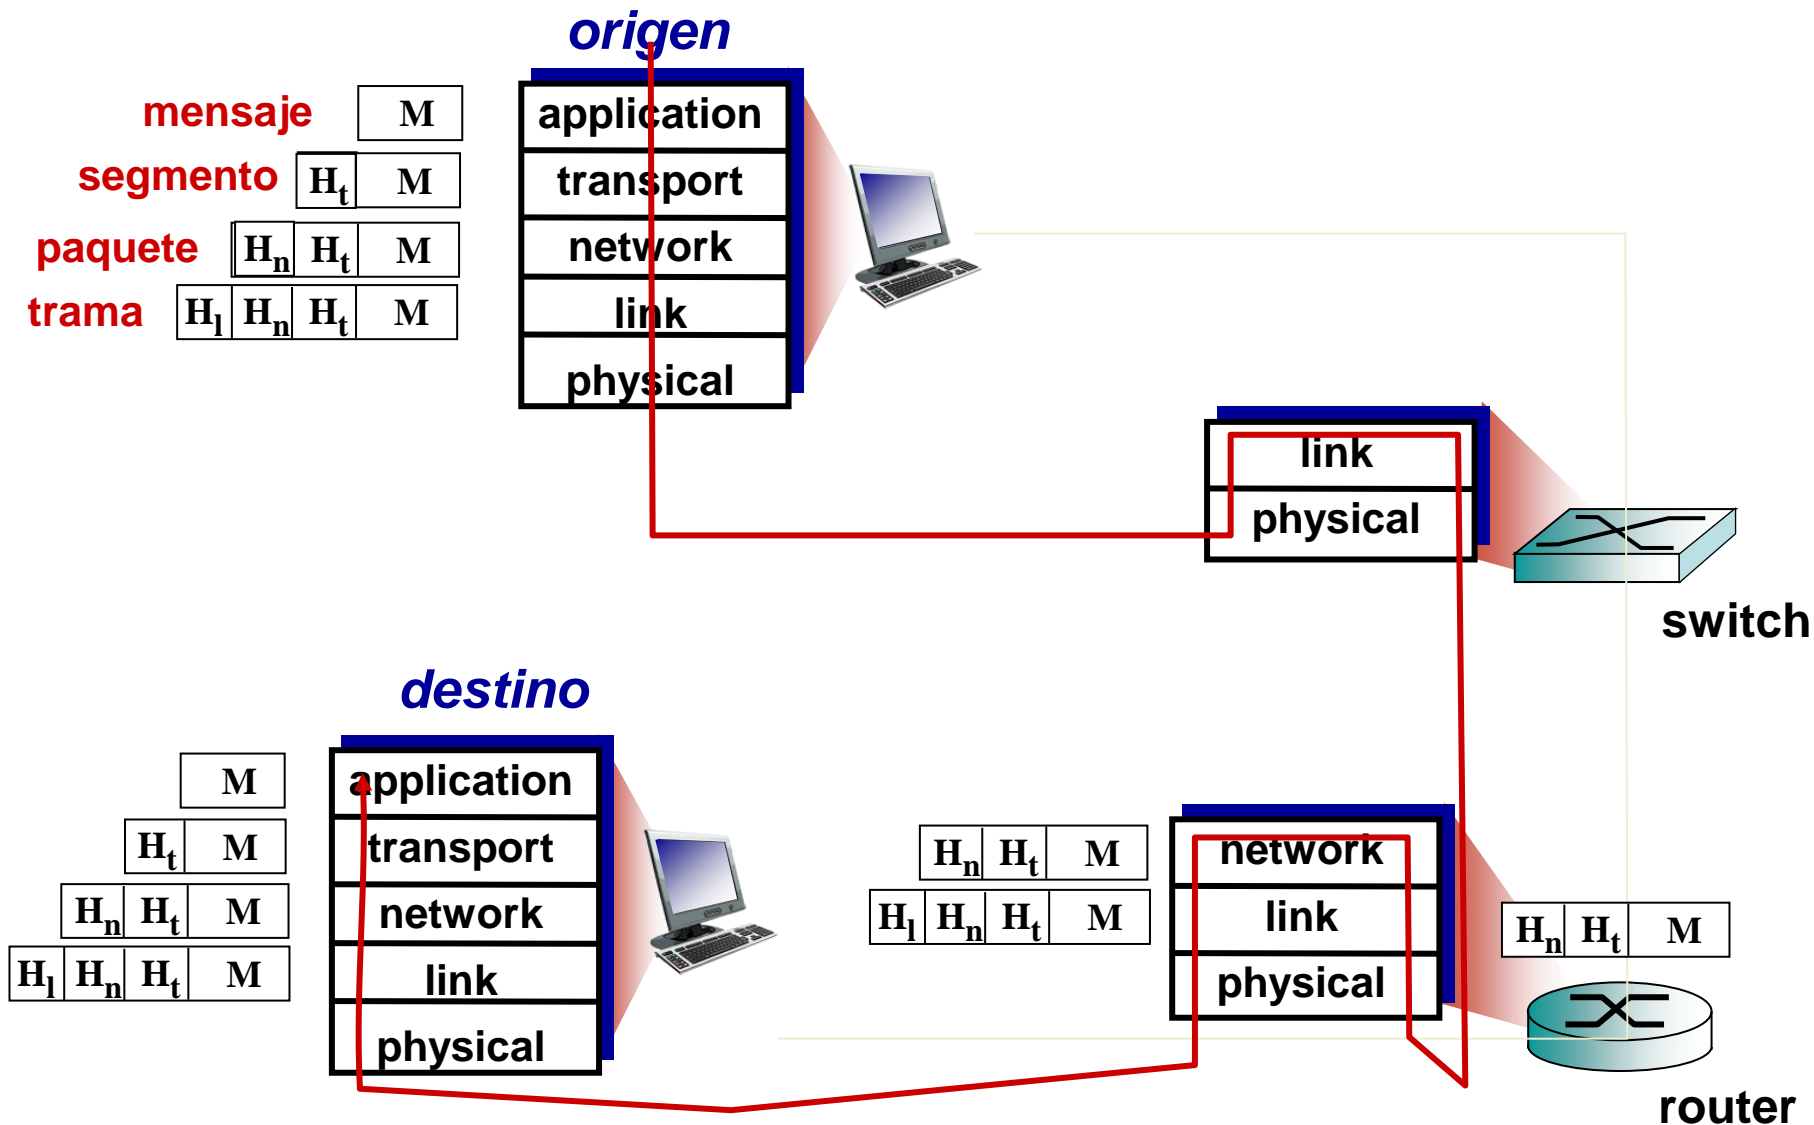 origen
mensaje M application
segmento Ht M transport
paquete Hn Ht M network
trama Hl Hn Ht M link
physical
link
physical
switch
destino
M application
Ht M transport
Hn Ht M network
Hl Hn Ht M link
physical
Hn Ht M network
Hl Hn Ht M link
physical
Hn Ht M
router